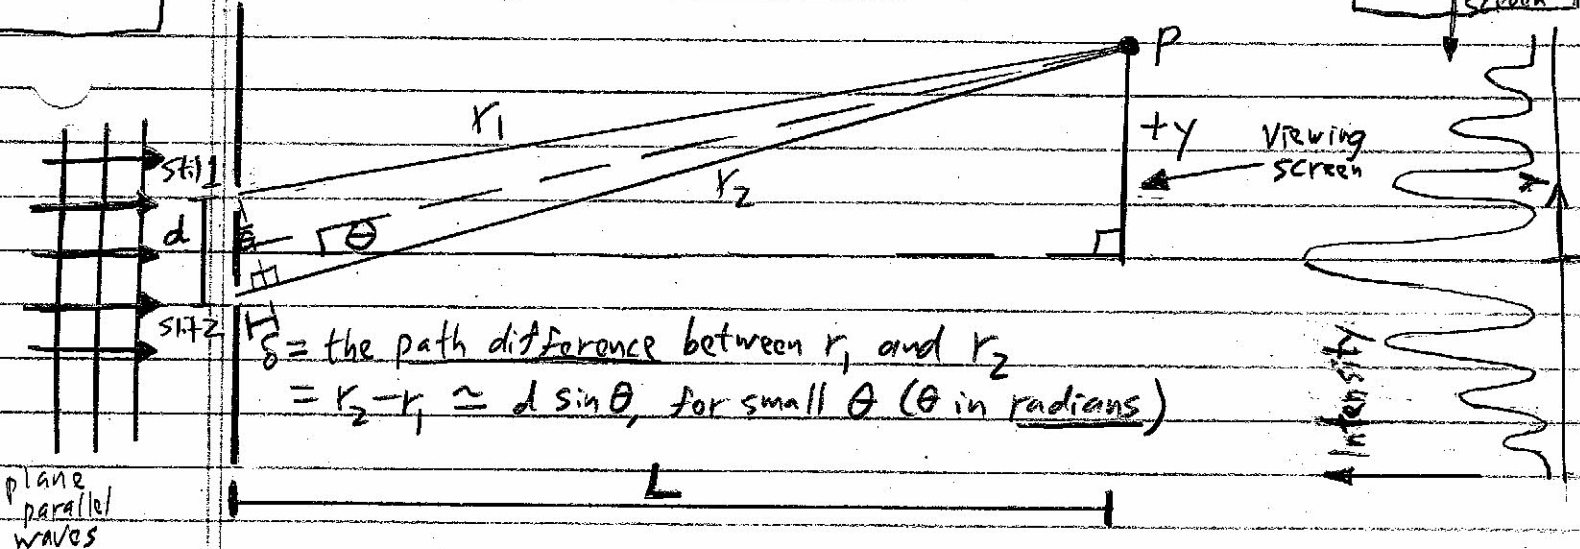 screen
P
r1
+y
Viewing
screen
slit 1
r2
y
d
θ
slit 2
δ = the path difference between r1 and r2
= r2-r1 ≃ d sinθ, for small θ (θ in radians)
Intensity
L
plane
parallel
waves